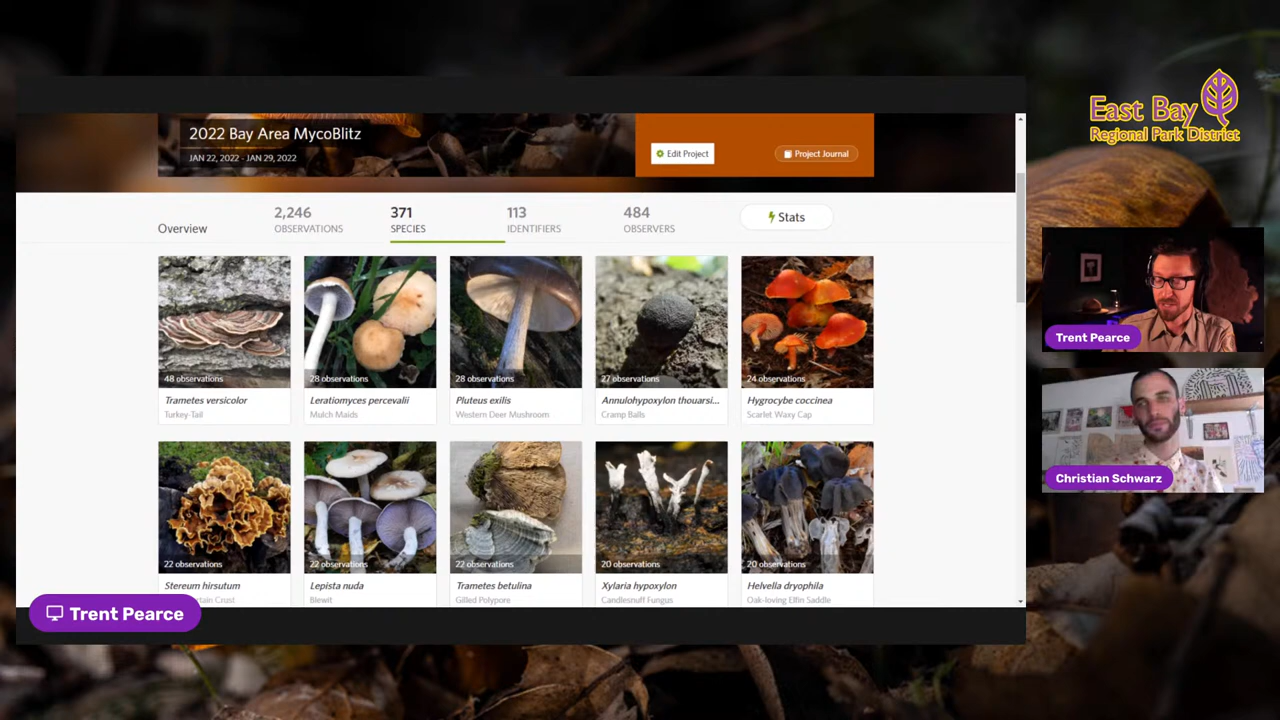 East Bay
Regional Park District
2022 Bay Area MycoBlitz
JAN 22, 2022 - JAN 29, 2022
Edit Project
Project Journal
Overview
2,246
OBSERVATIONS
371
SPECIES
113
IDENTIFIERS
484
OBSERVERS
Stats
48 observations
28 observations
28 observations
27 observations
24 observations
Trametes versicolor
Leratiomyces percevalii
Pluteus exilis
Annulohypoxylon thouarsi...
Hygrocybe coccinea
Turkey-Tail
Mulch Maids
Western Deer Mushroom
Cramp Balls
Scarlet Waxy Cap
22 observations
22 observations
22 observations
20 observations
20 observations
Stereum hirsutum
Lepista nuda
Trametes betulina
Xylaria hypoxylon
Helvella dryophila
Crust
Blewit
Gilled Polypore
Candlesnuff Fungus
Oak-loving Elfin Saddle
Trent Pearce
Trent Pearce
Christian Schwarz